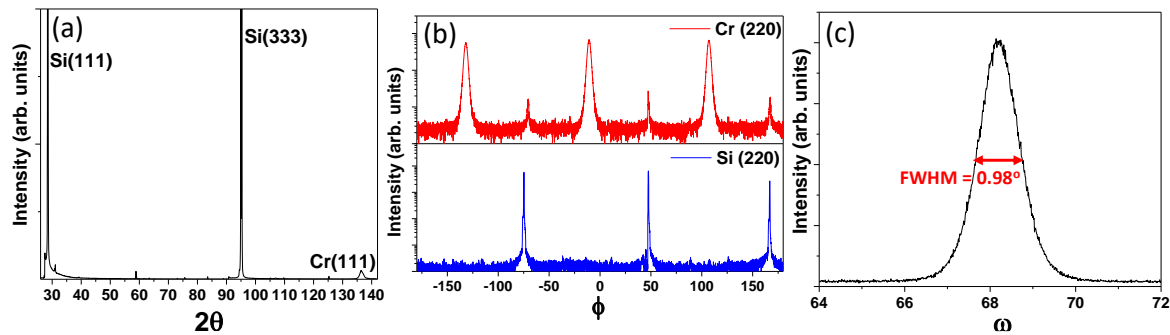 (a)
Si(111)
Si(333)
Cr(111)
Intensity (arb. units)
30 40 50 60 70 80 90 100 110 120 130 142
2θ
(b)
Cr (220)
Si (220)
Intensity (arb. units)
-150 -100 -50 0 50 100 150
ϕ
(c)
FWHM = 0.98°
Intensity (arb. units)
64 66 68 70 72
ω